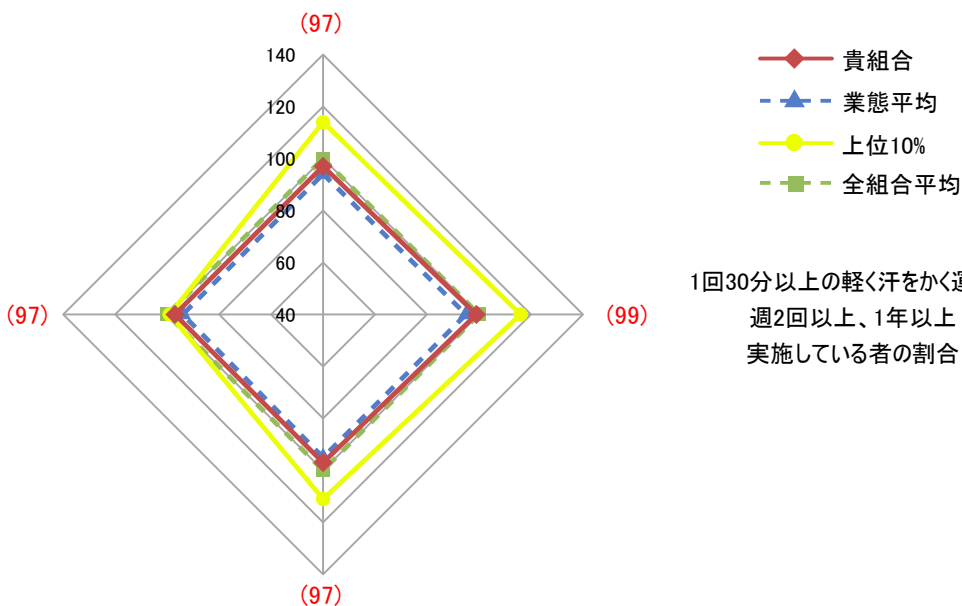 (97)
140
120
100
80
60
40
貴組合
業態平均
上位10%
全組合平均
(97)
(99)
1回30分以上の軽く汗をかく
週2回以上、1年以上
実施している者の割合
(97)